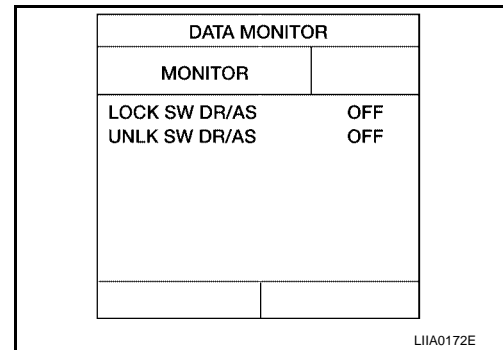 DATA MONITOR
MONITOR
LOCK SW DR/AS OFF
UNLK SW DR/AS OFF
LIIA0172E